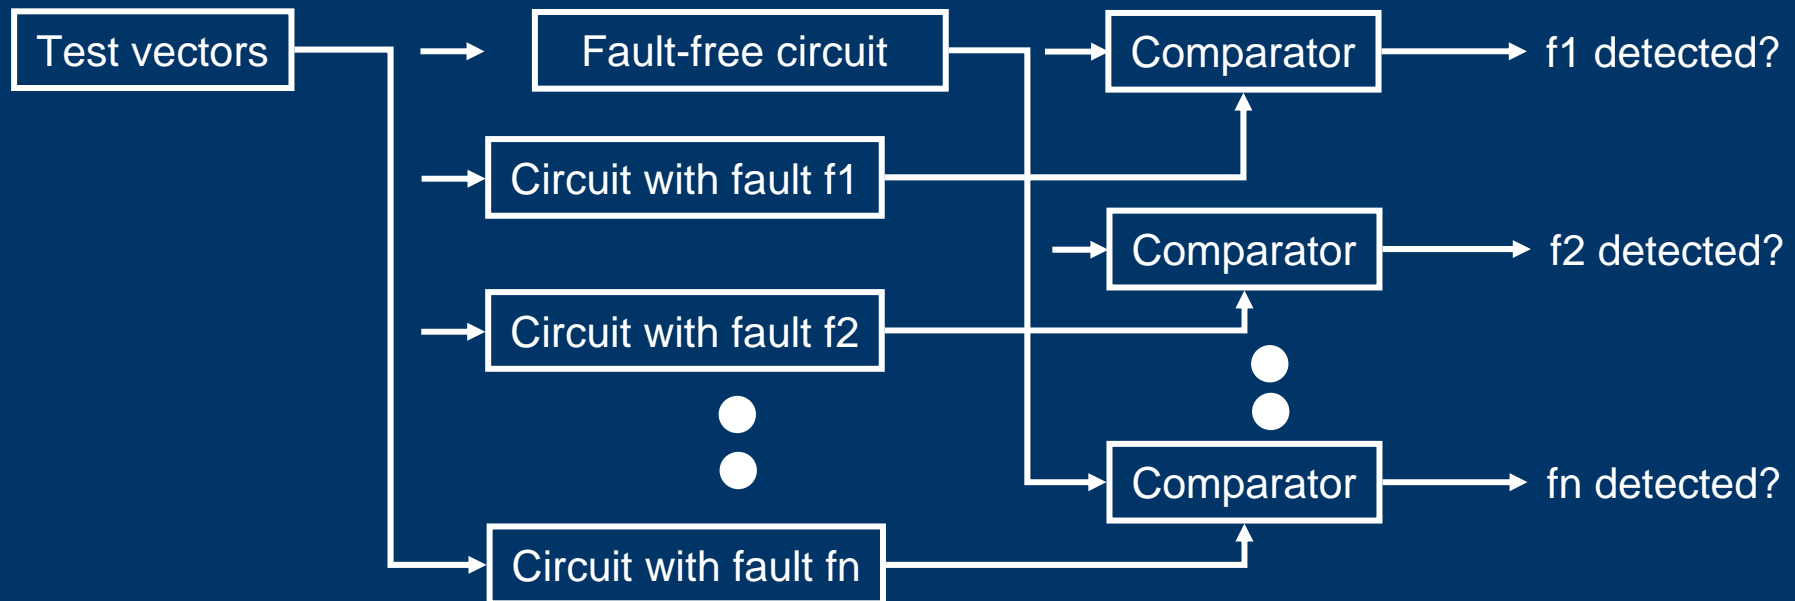 Test vectors
Fault-free circuit
Comparator
f1 detected?
Circuit with fault f1
Comparator
f2 detected?
Circuit with fault f2
Comparator
fn detected?
Circuit with fault fn